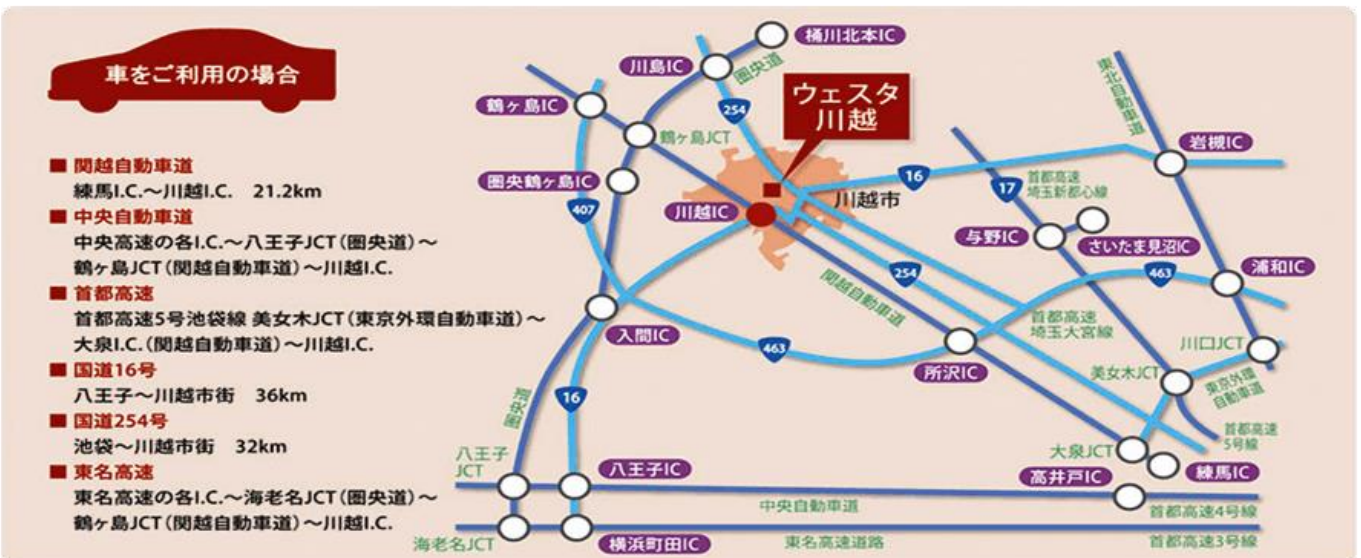 車をご利用の場合
■ 関越自動車道
練馬I.C.～川越I.C. 21.2km
■ 中央自動車道
中央高速の各I.C.～八王子JCT(圏央道)～
鶴ヶ島JCT(関越自動車道)～川越I.C.
■ 首都高速
首都高速5号池袋線 美女木JCT(東京外環自動車道)～
大泉I.C.(関越自動車道)～川越I.C.
■ 国道16号
八王子～川越市街 36km
■ 国道254号
池袋～川越市街 32km
■ 東名高速
東名高速の各I.C.～海老名JCT(圏央道)～
鶴ヶ島JCT(関越自動車道)～川越I.C.
桶川北本IC
川島IC
圏央道
鶴ヶ島IC
254
ウェスタ
川越
東北自動車道
鶴ヶ島JCT
岩槻IC
圏央鶴ヶ島IC
16
17
首都高速
埼玉新都心線
407
川越IC
川越市
与野IC
さいたま見沼IC
254
463
浦和IC
関越自動車道
入間IC
463
首都高速
埼玉大宮線
所沢IC
川口JCT
美女木JCT
東京外環
自動車道
圏央道
16
首都高速
5号線
八王子
JCT
八王子IC
大泉JCT
高井戸IC
練馬IC
中央自動車道
首都高速4号線
海老名JCT
横浜町田IC
東名高速道路
首都高速3号線